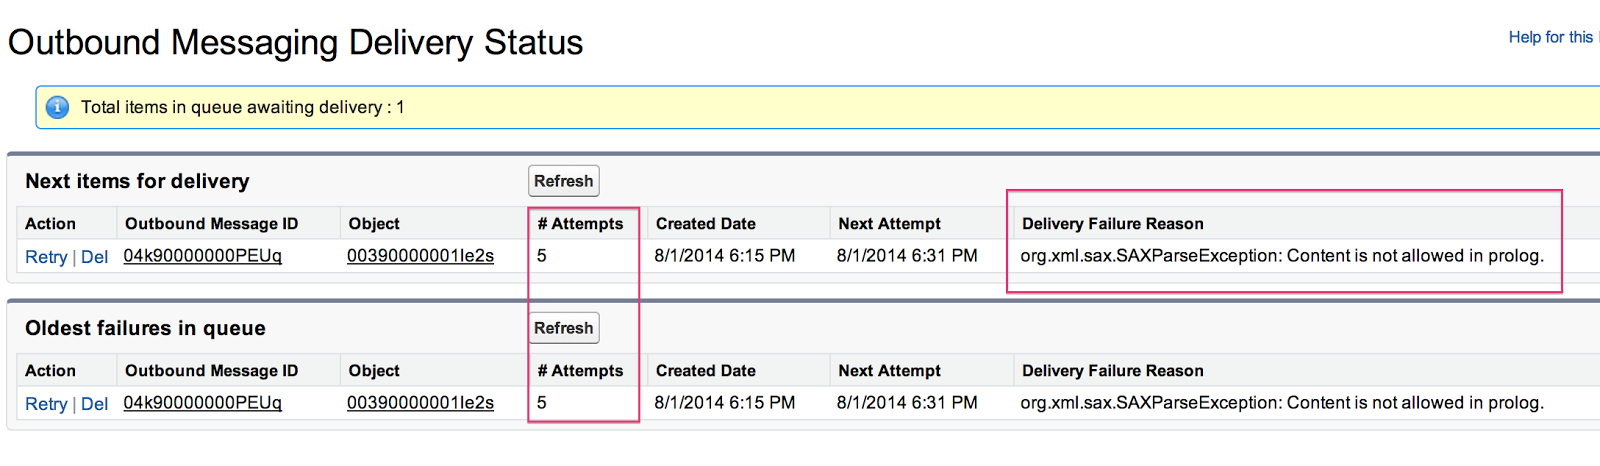 Outbound Messaging Delivery Status
Help for this
Total items in queue awaiting delivery : 1
Next items for delivery Refresh
Action Outbound Message ID Object # Attempts Created Date Next Attempt Delivery Failure Reason
Retry | Del 04k90000000PEUq 00390000001Ie2s 5 8/1/2014 6:15 PM 8/1/2014 6:31 PM org.xml.sax.SAXParseException: Content is not allowed in prolog.
Oldest failures in queue Refresh
Action Outbound Message ID Object # Attempts Created Date Next Attempt Delivery Failure Reason
Retry | Del 04k90000000PEUq 00390000001Ie2s 5 8/1/2014 6:15 PM 8/1/2014 6:31 PM org.xml.sax.SAXParseException: Content is not allowed in prolog.